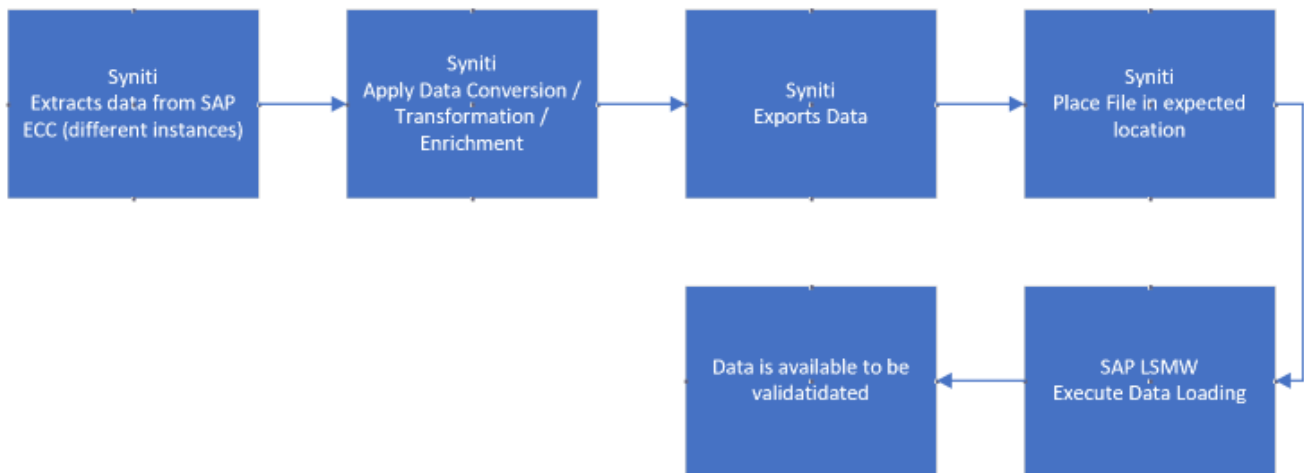 Syniti
Extracts data from SAP
ECC (different instances)
Syniti
Apply Data Conversion /
Transformation /
Enrichment
Syniti
Exports Data
Syniti
Place File in expected
location
SAP LSMW
Execute Data Loading
Data is available to be
validatidated